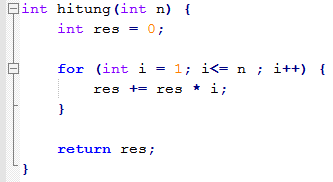 int hitung(int n) {
    int res = 0;
    for (int i = 1; i<= n ; i++) {
        res += res * i;
    }
    return res;
}